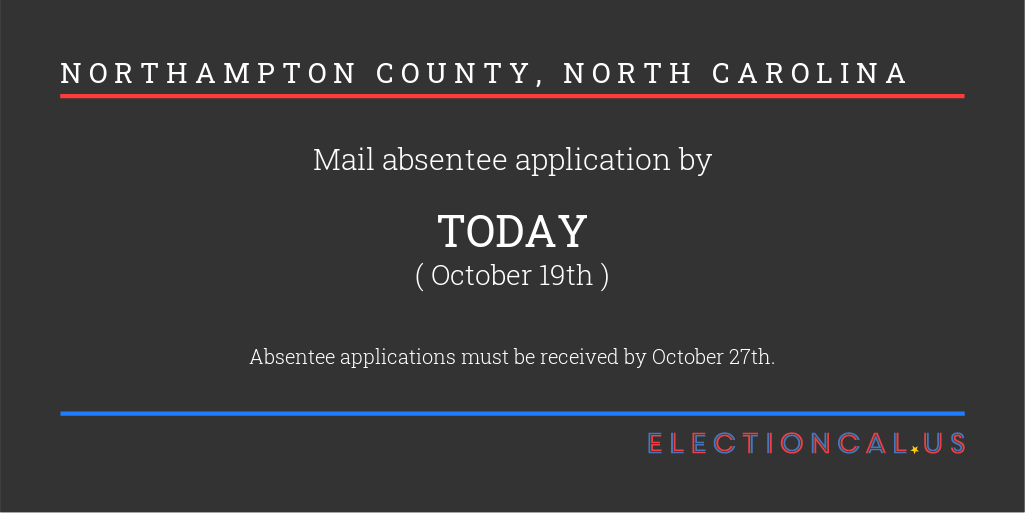 NORTHAMPTON COUNTY, NORTH CAROLINA
Mail absentee application by
TODAY
( October 19th )
Absentee applications must be received by October 27th.
ELECTIONCAL.US